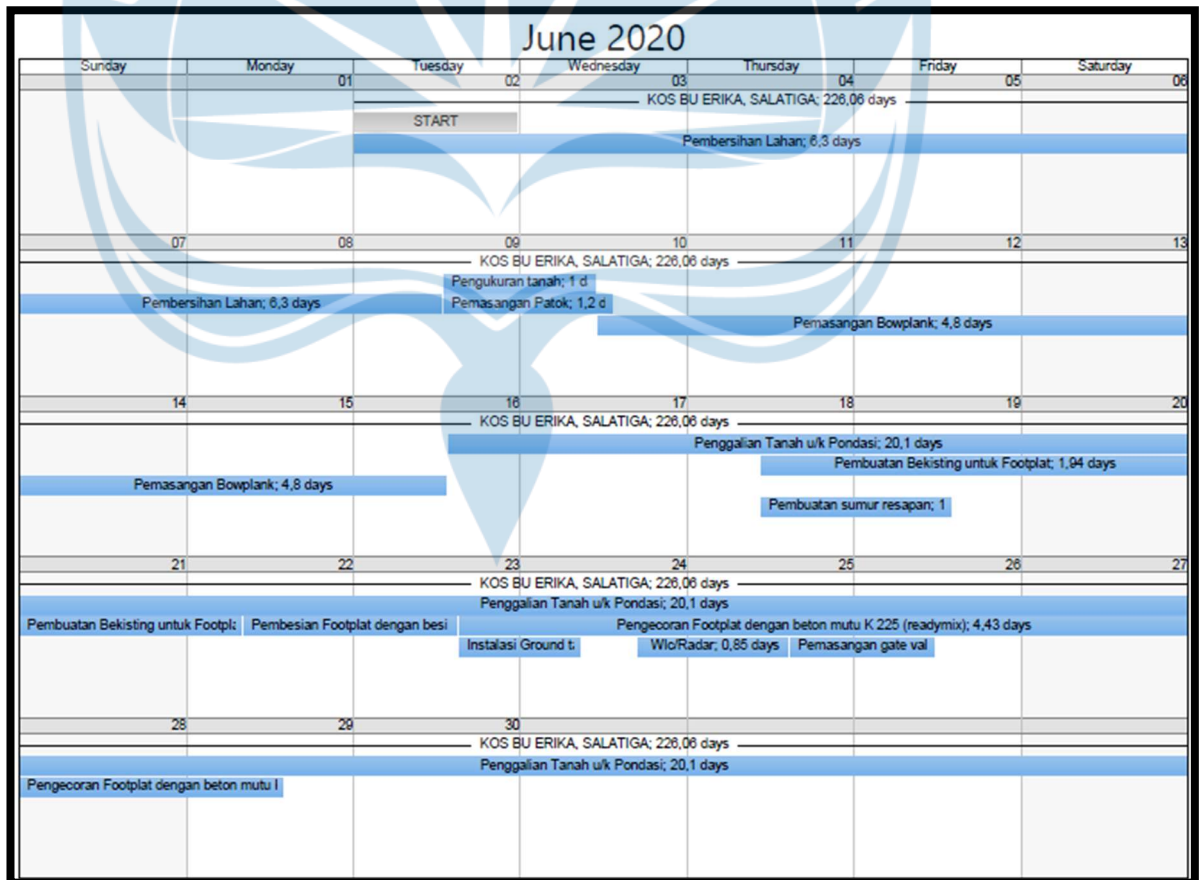 June 2020
Sunday Monday Tuesday Wednesday Thursday Friday Saturday
01 02 03 04 05 06
KOS BU ERIKA, SALATIGA; 226,06 days
START
Pembersihan Lahan; 6,3 days
07 08 09 10 11 12 13
KOS BU ERIKA, SALATIGA; 226,06 days
Pengukuran tanah; 1 d
Pembersihan Lahan; 6,3 days Pemasangan Patok; 1,2 d
Pemasangan Bowplank; 4,8 days
14 15 16 17 18 19 20
KOS BU ERIKA, SALATIGA; 226,06 days
Penggalian Tanah u/k Pondasi; 20,1 days
Pembuatan Bekisting untuk Footplat; 1,94 days
Pemasangan Bowplank; 4,8 days
Pembuatan sumur resapan; 1
21 22 23 24 25 26 27
KOS BU ERIKA, SALATIGA; 226,06 days
Penggalian Tanah u/k Pondasi; 20,1 days
Pembuatan Bekisting untuk Footpla Pembesian Footplat dengan besi Pengecoran Footplat dengan beton mutu K 225 (readymix); 4,43 days
Instalasi Ground t Wlc/Radar; 0,85 days Pemasangan gate val
28 29 30
KOS BU ERIKA, SALATIGA; 226,06 days
Penggalian Tanah u/k Pondasi; 20,1 days
Pengecoran Footplat dengan beton mutu